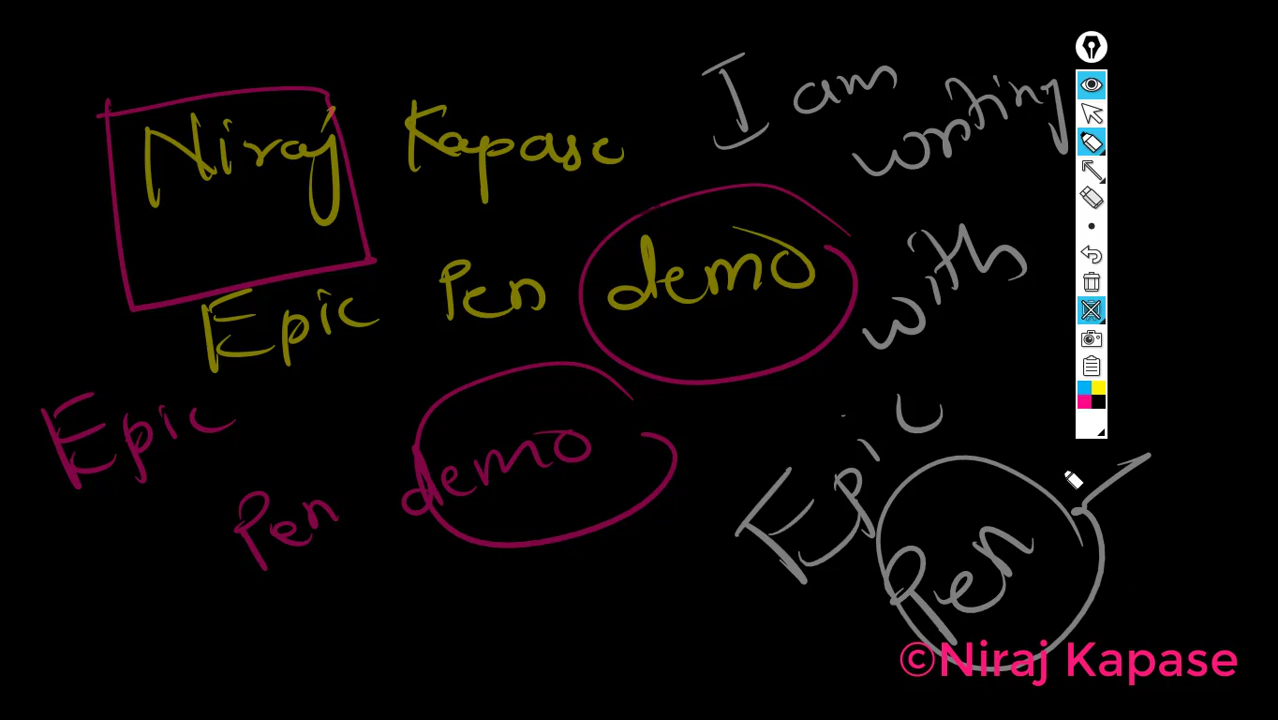 Niraj Kapase
Epic Pen demo
Epic
Pen demo
I am
writing
with
Epic
Pen
©Niraj Kapase